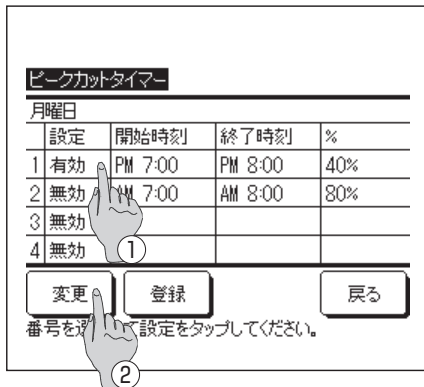 ピークカットタイマー
月曜日
設定 開始時刻 終了時刻 %
1 有効 PM 7:00 PM 8:00 40%
2 無効 AM 7:00 AM 8:00 80%
3 無効
4 無効
①
変更 登録 戻る
番号を て設定をタップしてください。
②